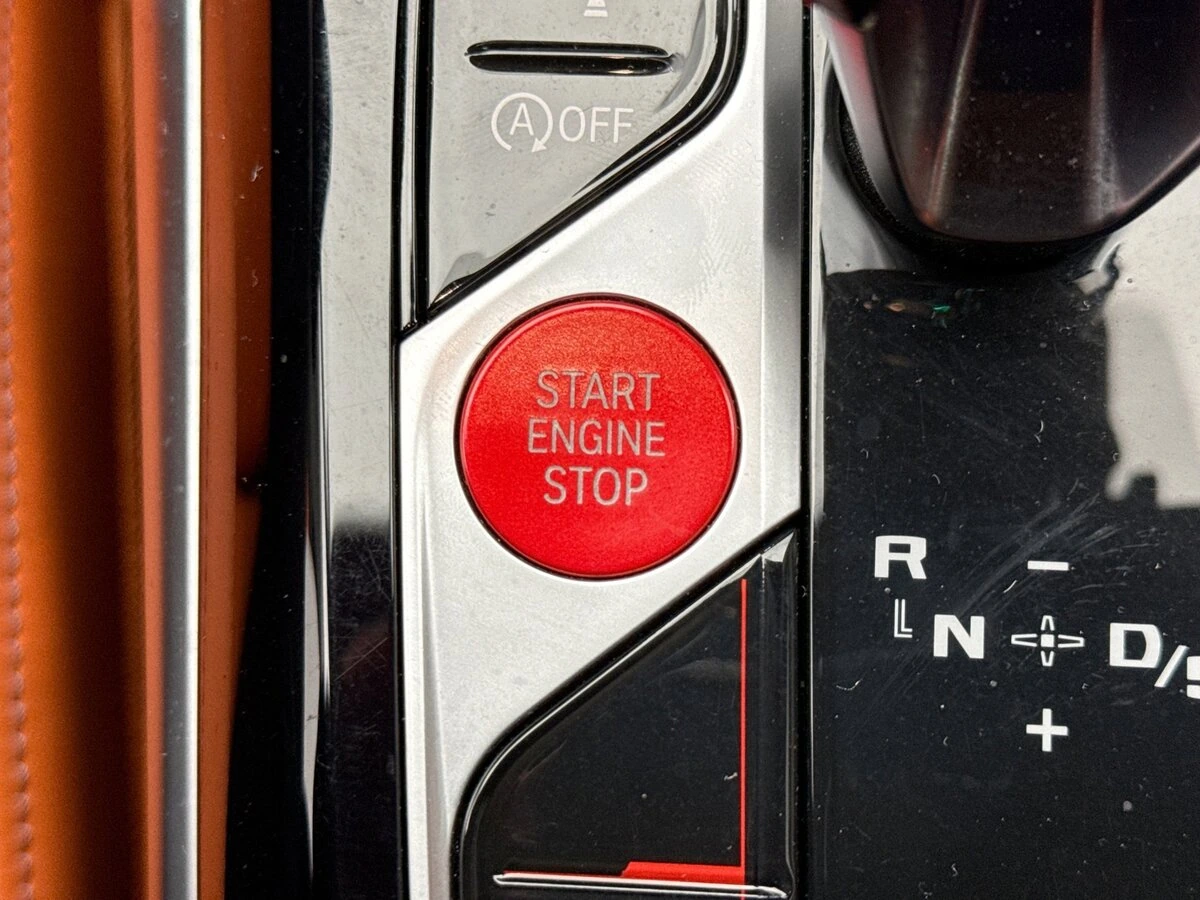 A OFF
START
ENGINE
STOP
R
N
D/S
+